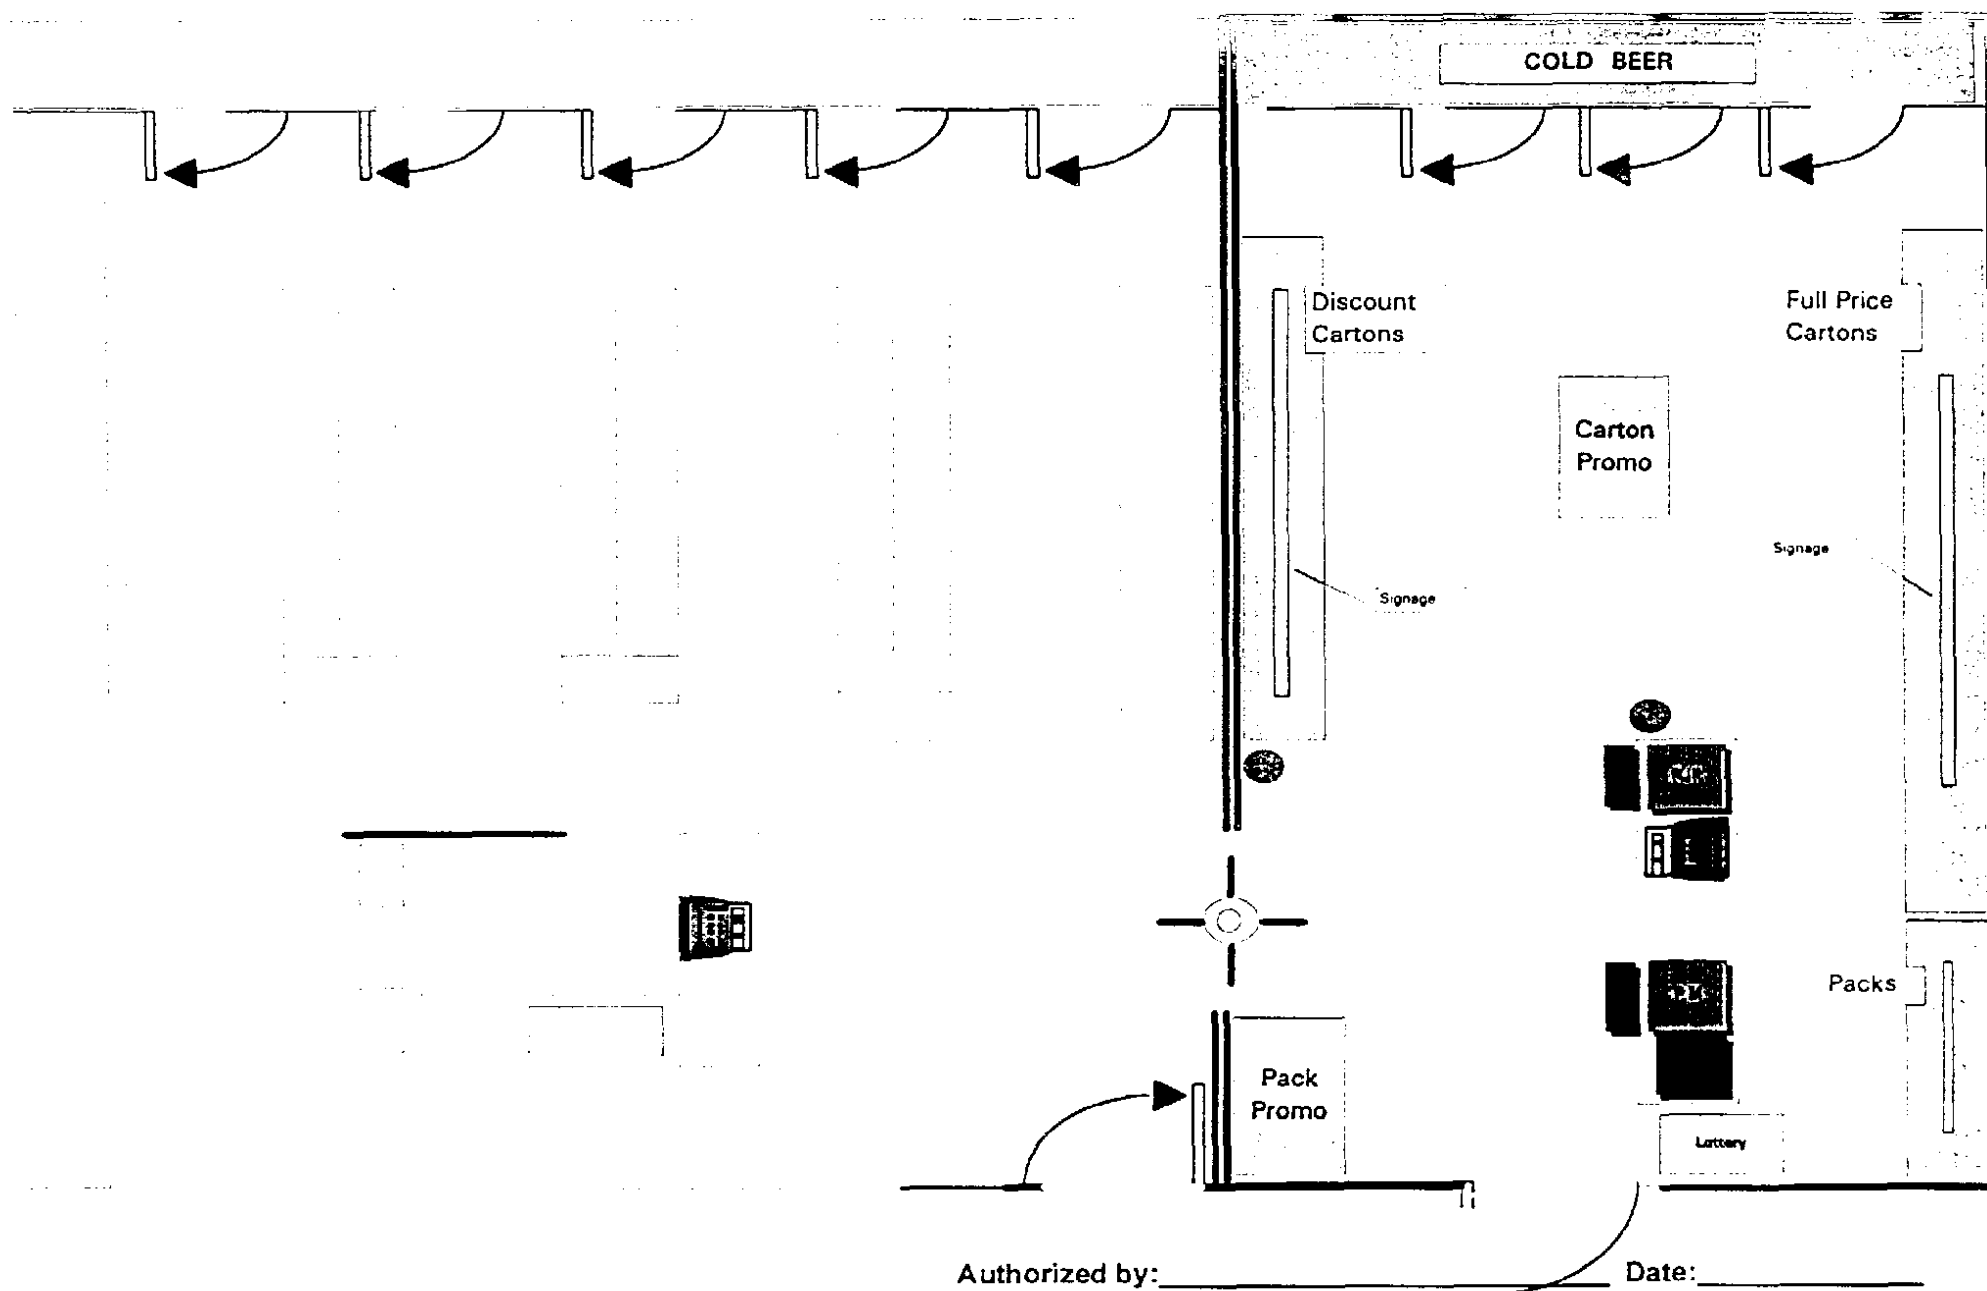 COLD BEER
Discount
Cartons
Full Price
Cartons
Carton
Promo
Signage
Signage
Packs
Pack
Promo
Lottery
Authorized by:
Date: